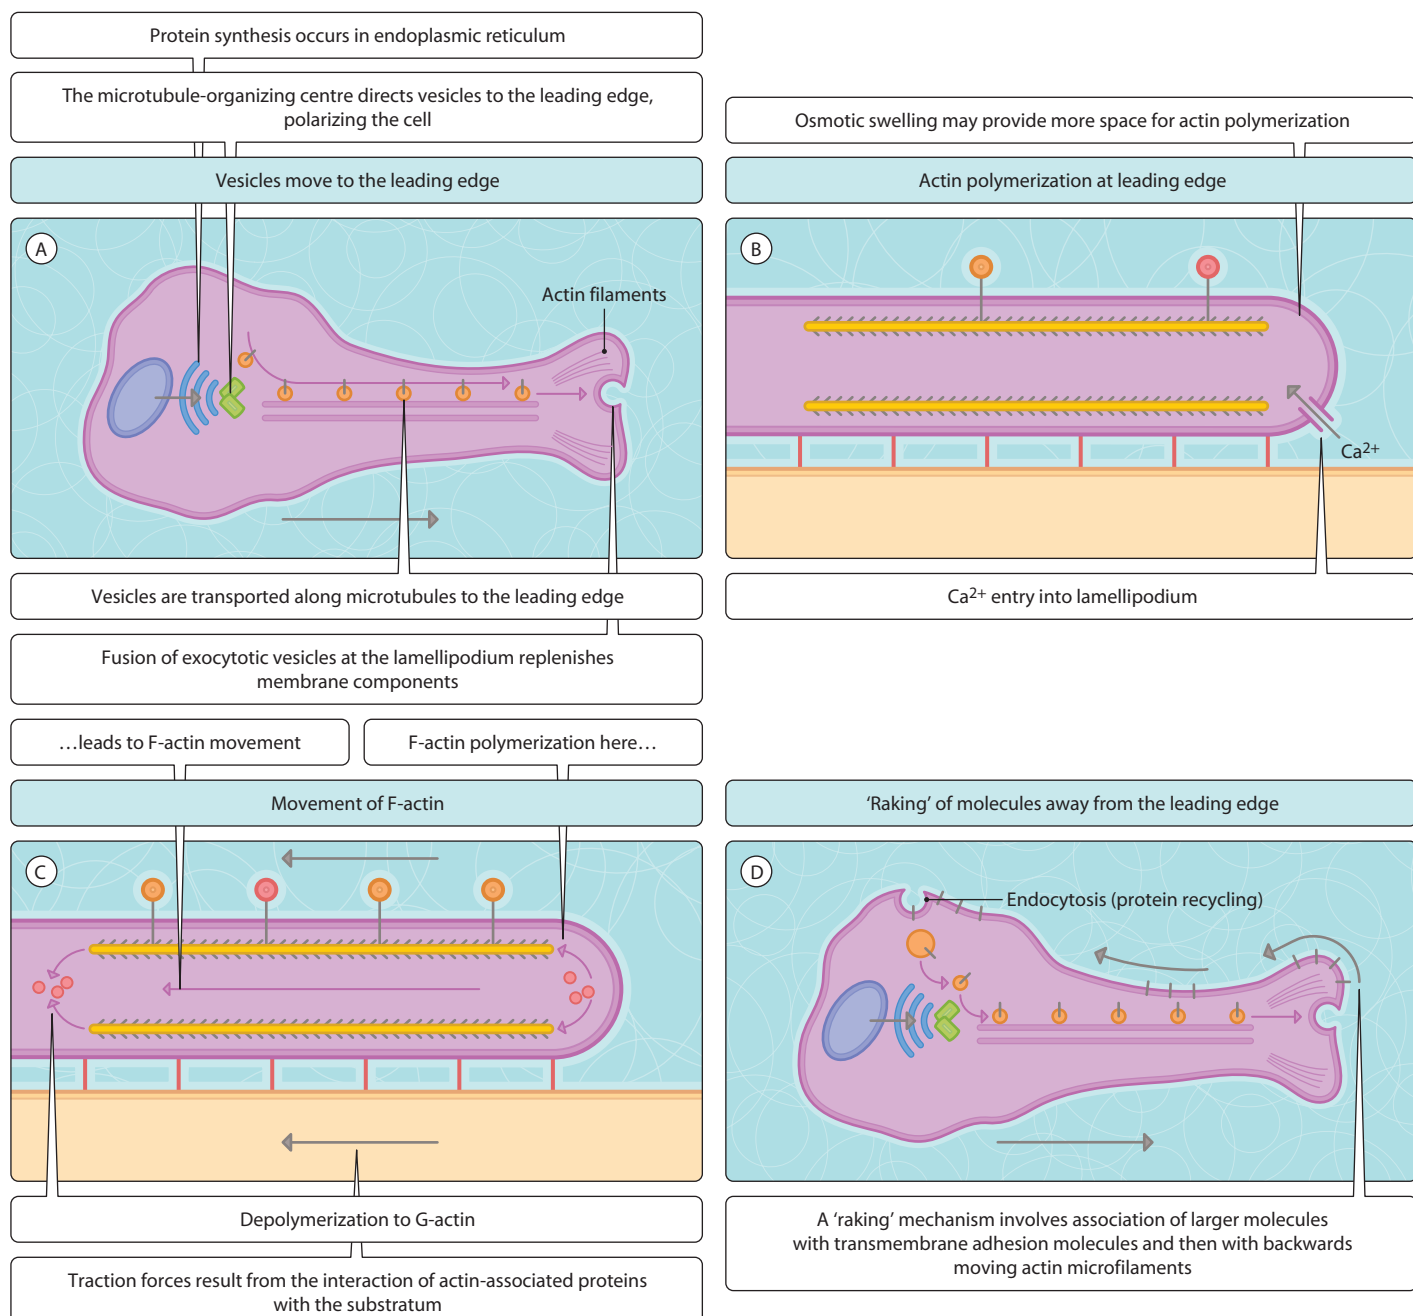 Protein synthesis occurs in endoplasmic reticulum
The microtubule-organizing centre directs vesicles to the leading edge,
polarizing the cell
Vesicles move to the leading edge
A
Actin filaments
Vesicles are transported along microtubules to the leading edge
Fusion of exocytotic vesicles at the lamellipodium replenishes
membrane components
Osmotic swelling may provide more space for actin polymerization
Actin polymerization at leading edge
B
Ca2+
Ca2+ entry into lamellipodium
…leads to F-actin movement
F-actin polymerization here…
Movement of F-actin
C
Depolymerization to G-actin
Traction forces result from the interaction of actin-associated proteins
with the substratum
‘Raking’ of molecules away from the leading edge
D
Endocytosis (protein recycling)
A ‘raking’ mechanism involves association of larger molecules
with transmembrane adhesion molecules and then with backwards
moving actin microfilaments